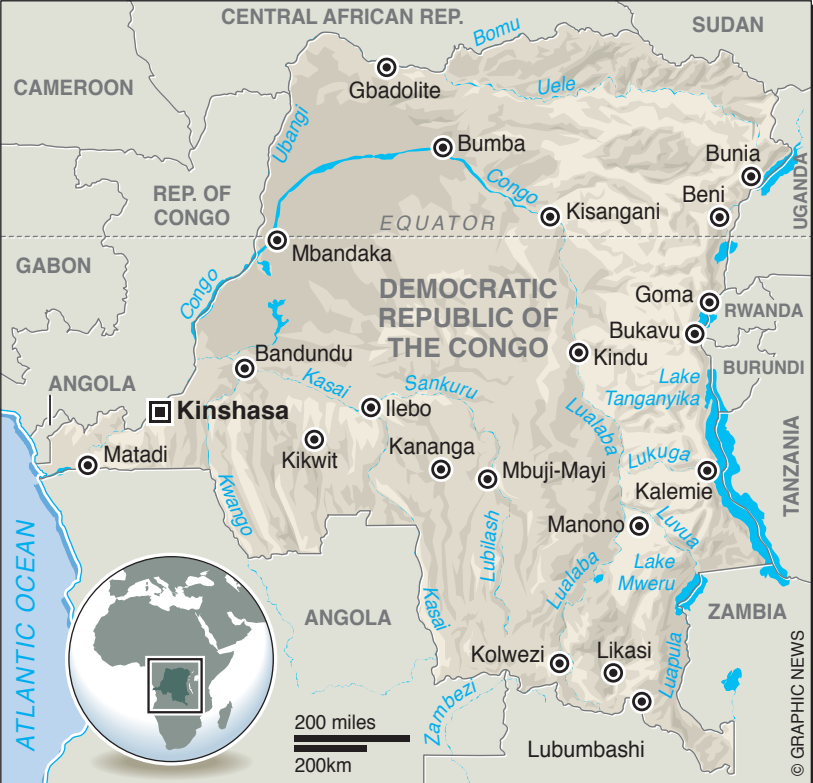 CENTRAL AFRICAN REP.
Bomu
SUDAN
CAMEROON
Gbadolite
Uele
Ubangi
Bumba
Bunia
UGANDA
REP. OF
CONGO
Congo
Beni
Kisangani
EQUATOR
Mbandaka
GABON
Congo
DEMOCRATIC
REPUBLIC OF
THE CONGO
Goma
RWANDA
Bukavu
Bandundu
Kindu
BURUNDI
ANGOLA
Kasai
Sankuru
Lake
Tanganyika
Kinshasa
Ilebo
Lualaba
TANZANIA
Matadi
Kikwit
Kananga
Mbuji-Mayi
Lukuga
Kalemie
Kwango
Manono
Luvua
Lubilash
Lualaba
Lake
Mweru
ATLANTIC OCEAN
ANGOLA
Kasai
ZAMBIA
Kolwezi
Likasi
Luapula
Zambezi
200 miles
200km
Lubumbashi
© GRAPHIC NEWS